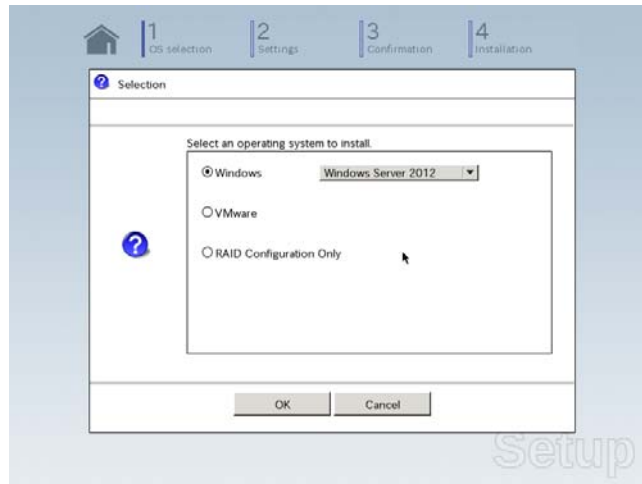 1 2 3 4
OS selection Settings Confirmation Installation
Selection
Select an operating system to install.
Windows Windows Server 2012
VMware
RAID Configuration Only
OK Cancel
Setup